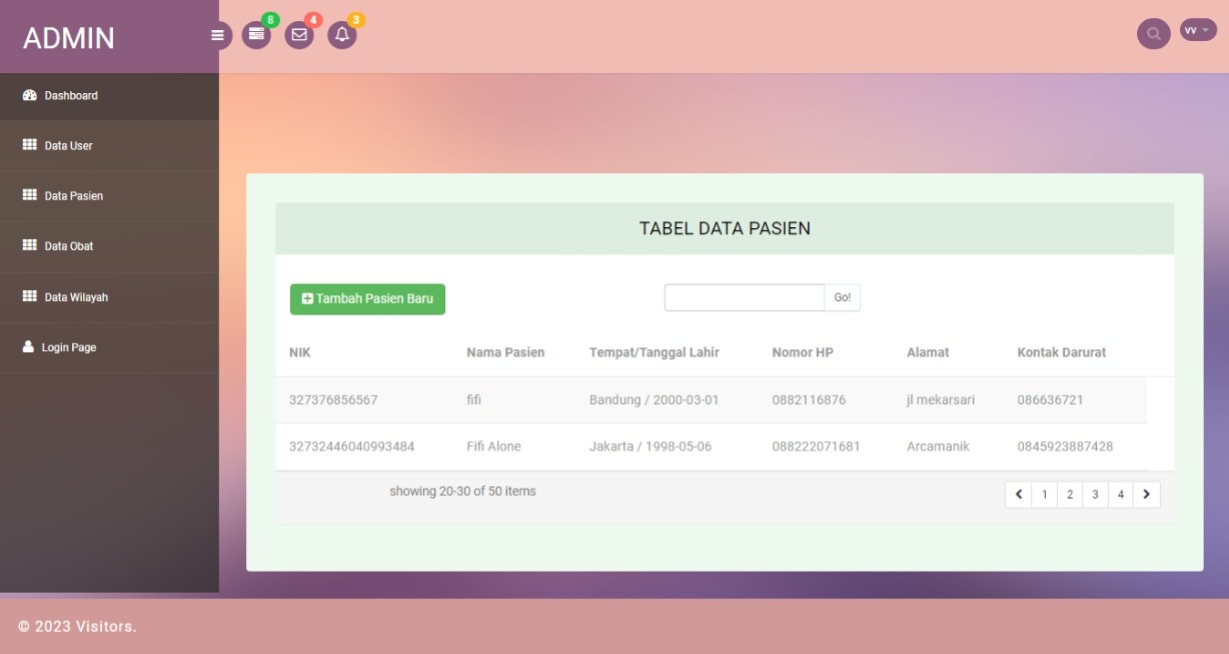 ADMIN
8 4 3
vv
Dashboard
Data User
Data Pasien
Data Obat
Data Wilayah
Login Page
TABEL DATA PASIEN
Tambah Pasien Baru Go!
NIK Nama Pasien Tempat/Tanggal Lahir Nomor HP Alamat Kontak Darurat
327376856567 fifi Bandung / 2000-03-01 0882116876 jl mekarsari 086636721
32732446040993484 Fifi Alone Jakarta / 1998-05-06 088222071681 Arcamanik 0845923887428
showing 20-30 of 50 items 1 2 3 4
© 2023 Visitors.